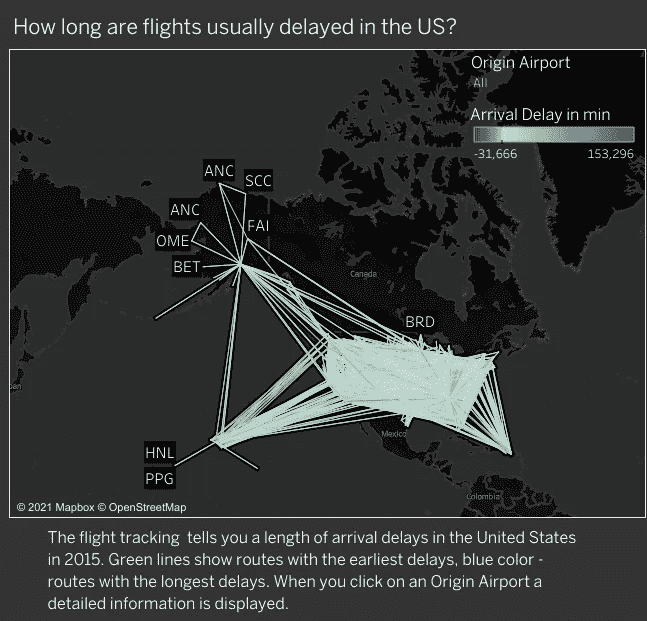 How long are flights usually delayed in the US?
Origin Airport
All
Arrival Delay in min
-31,666 153,296
ANC
SCC
ANC
FAI
OME
BET
Canada
BRD
Mexico
HNL
PPG
Colombia
© 2021 Mapbox © OpenStreetMap
The flight tracking tells you a length of arrival delays in the United States
in 2015. Green lines show routes with the earliest delays, blue color -
routes with the longest delays. When you click on an Origin Airport a
detailed information is displayed.